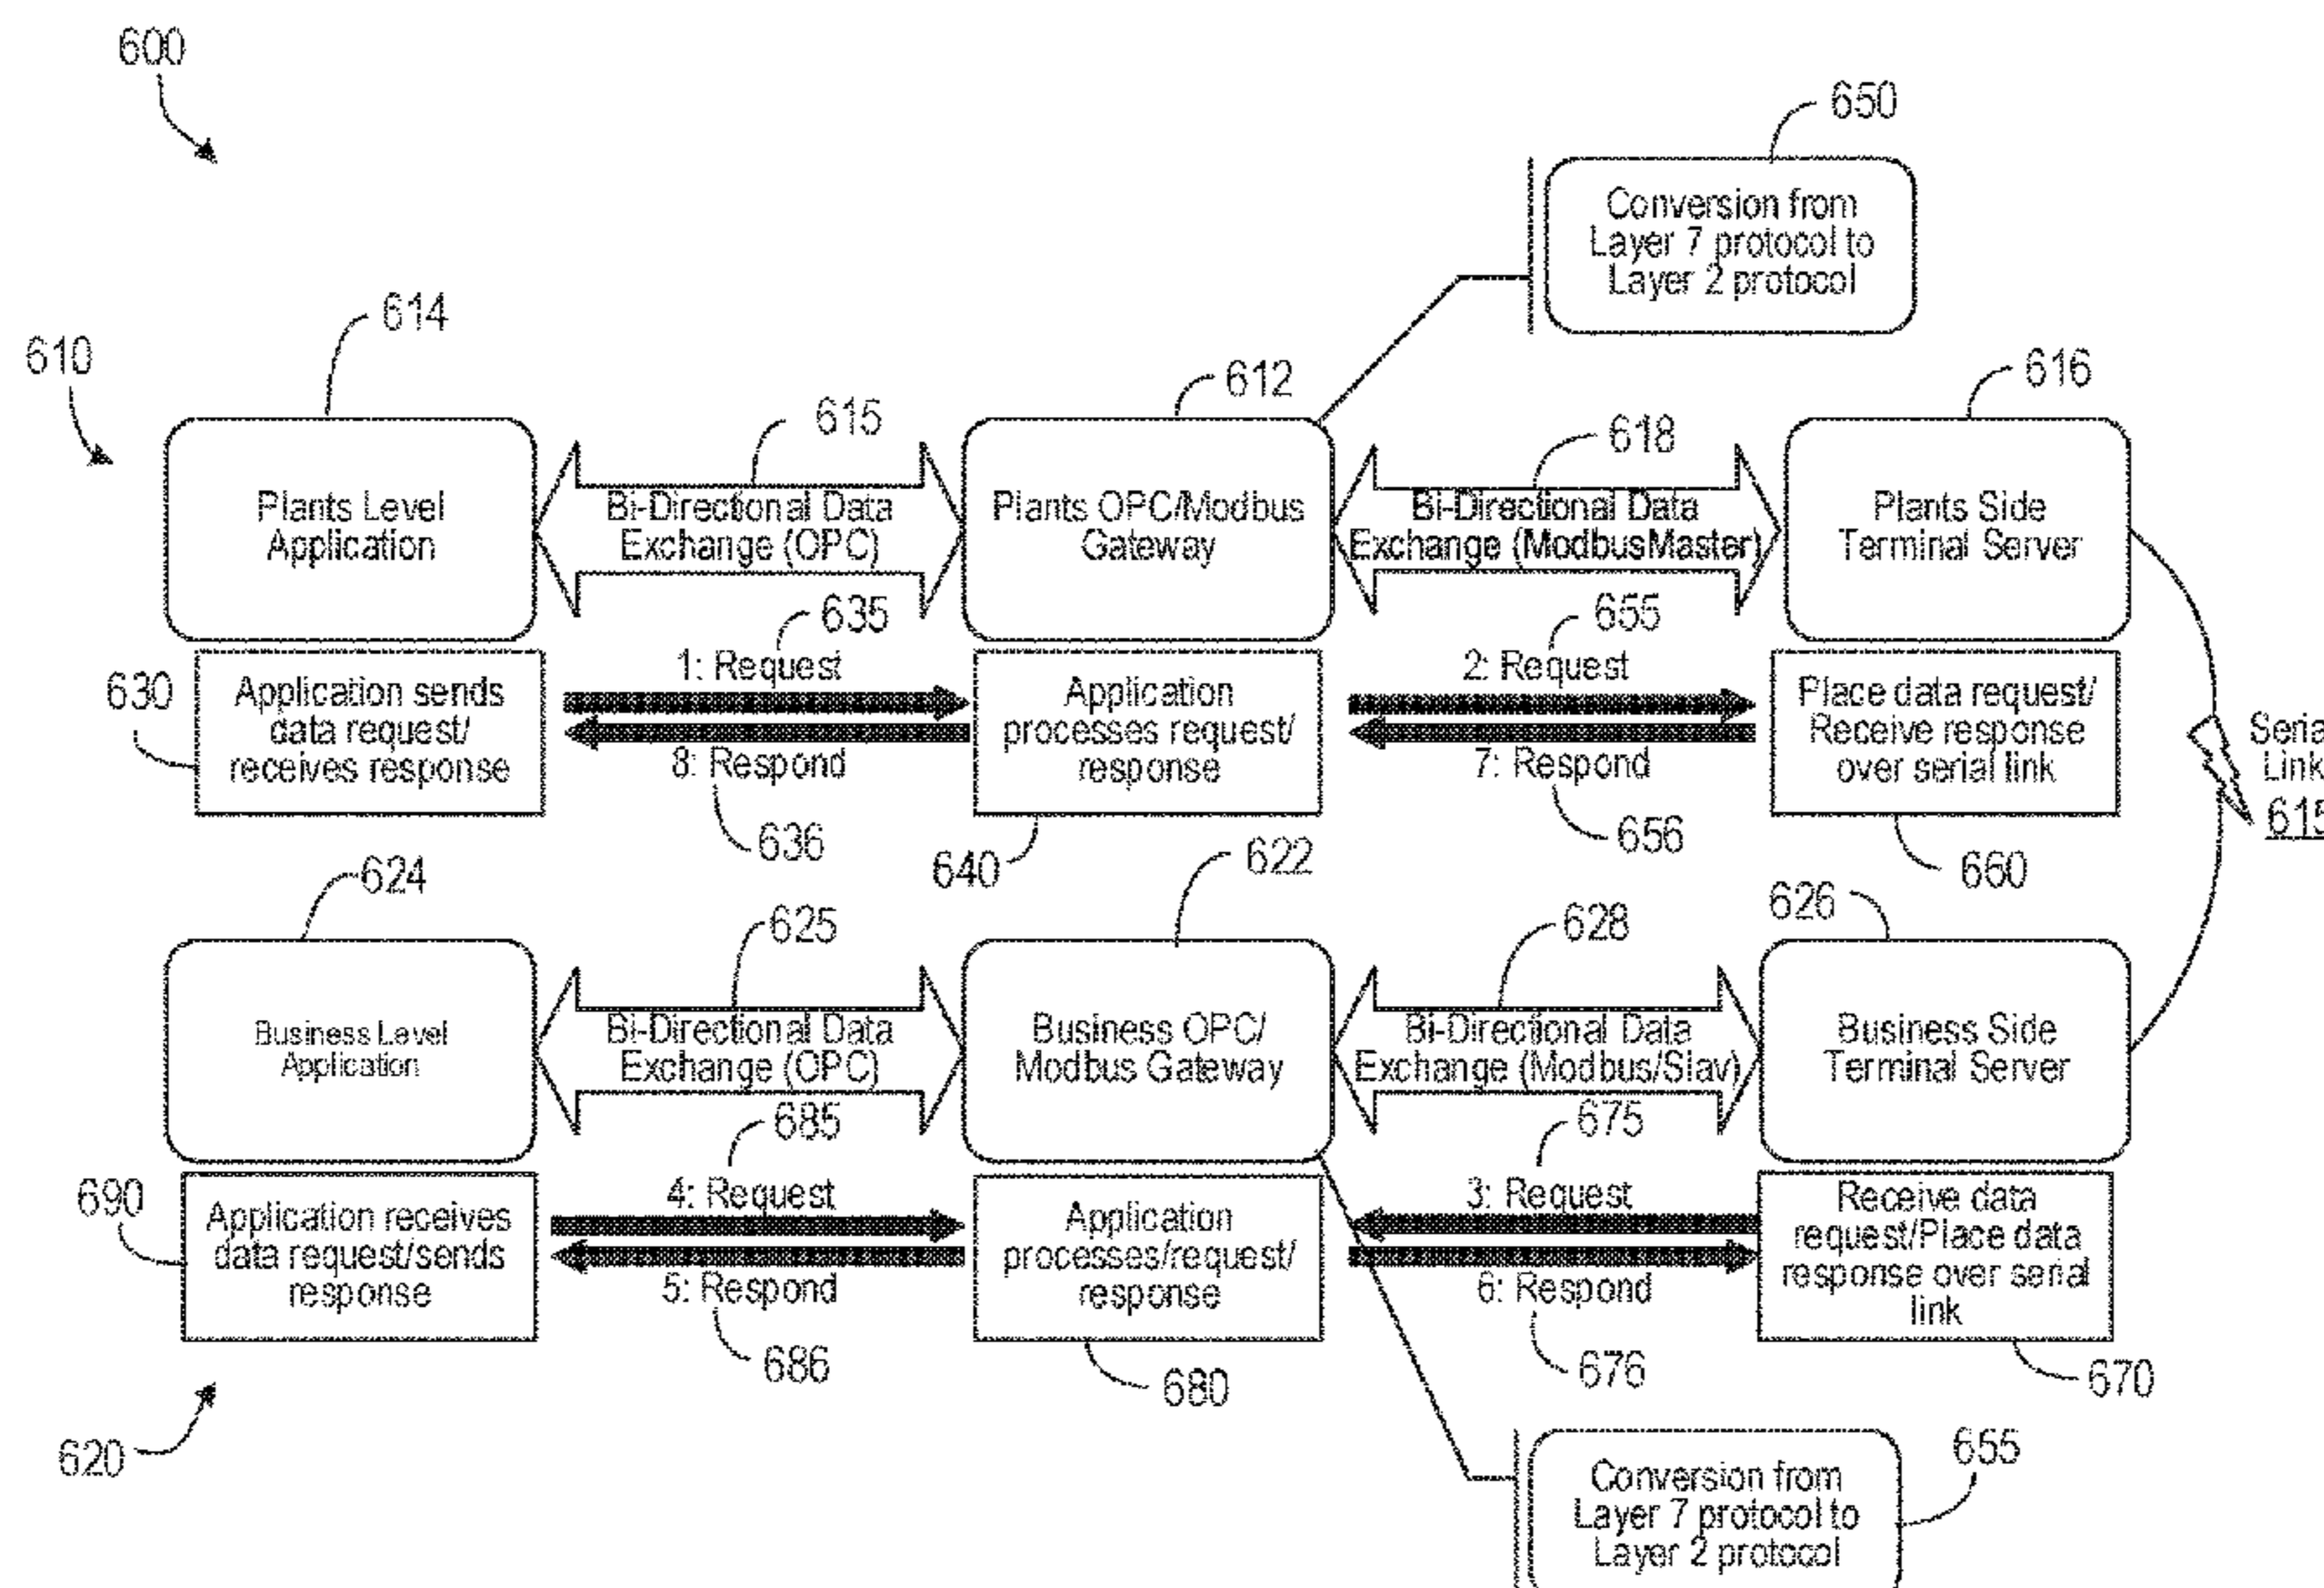 600
650
Conversion from
Layer 7 protocol to
Layer 2 protocol
614
610
612
616
615
618
Plants Level
Application
Bi-Directional Data
Exchange (OPC)
Plants OPC/Modbus
Gateway
Bi-Directional Data
Exchange (ModbusMaster)
Plants Side
Terminal Server
635
655
630
Application sends
data request/
receives response
1: Request
8: Respond
Application
processes request/
response
2: Request
7: Respond
Place data request/
Receive response
over serial link
Seria
Link
615
636
640
656
660
624
622
626
625
628
Business Level
Application
Bi-Directional Data
Exchange (OPC)
Business OPC/
Modbus Gateway
Bi-Directional Data
Exchange (Modbus/Slav)
Business Side
Terminal Server
685
675
690
Application receives
data request/sends
response
4: Request
5: Respond
Application
processes/request/
response
3: Request
6: Respond
Receive data
request/Place data
response over serial
link
686
680
676
670
620
655
Conversion from
Layer 7 protocol to
Layer 2 protocol